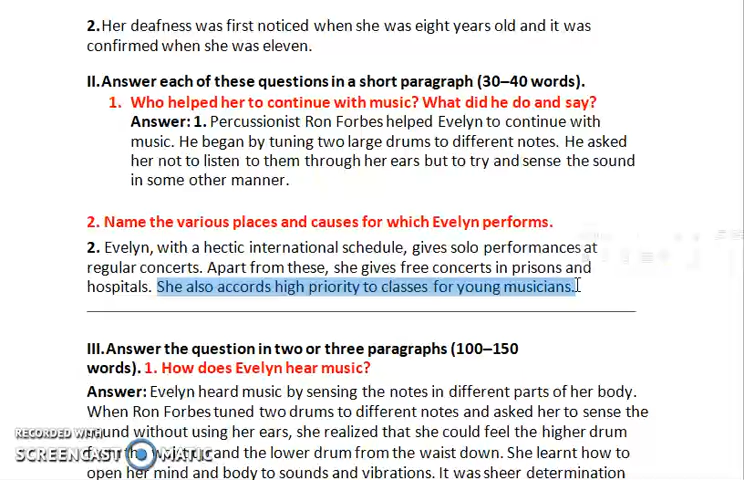 2.Her deafness was first noticed when she was eight years old and it was
confirmed when she was eleven.
II.Answer each of these questions in a short paragraph (30–40 words).
1. Who helped her to continue with music? What did he do and say?
Answer: 1. Percussionist Ron Forbes helped Evelyn to continue with
music. He began by tuning two large drums to different notes. He asked
her not to listen to them through her ears but to try and sense the sound
in some other manner.
2. Name the various places and causes for which Evelyn performs.
2. Evelyn, with a hectic international schedule, gives solo performances at
regular concerts. Apart from these, she gives free concerts in prisons and
hospitals. She also accords high priority to classes for young musicians.
III.Answer the question in two or three paragraphs (100–150
words). 1. How does Evelyn hear music?
Answer: Evelyn heard music by sensing the notes in different parts of her body.
When Ron Forbes tuned two drums to different notes and asked her to sense the
sound without using her ears, she realized that she could feel the higher drum
and the lower drum from the waist down. She learnt how to
open her mind and body to sounds and vibrations. It was sheer determination
RECORDED WITH
SCREENCAST MATIC